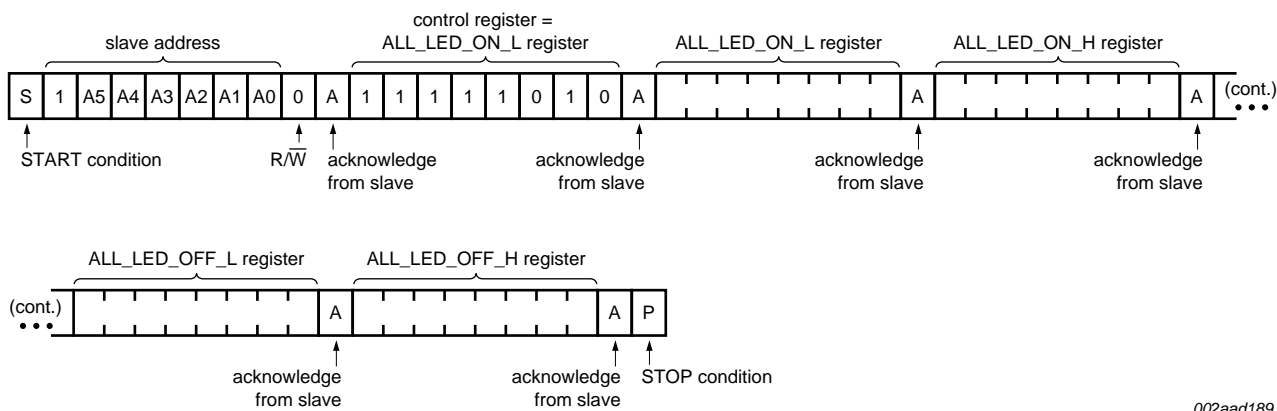 control register =
slave address ALL_LED_ON_L register ALL_LED_ON_L register ALL_LED_ON_H register
S 1 A5 A4 A3 A2 A1 A0 0 A 1 1 1 1 1 0 1 0 A A A (cont.)
START condition R/W̅ acknowledge from slave acknowledge from slave acknowledge from slave acknowledge from slave
ALL_LED_OFF_L register ALL_LED_OFF_H register
(cont.) A A P
acknowledge from slave acknowledge from slave STOP condition
002aad189